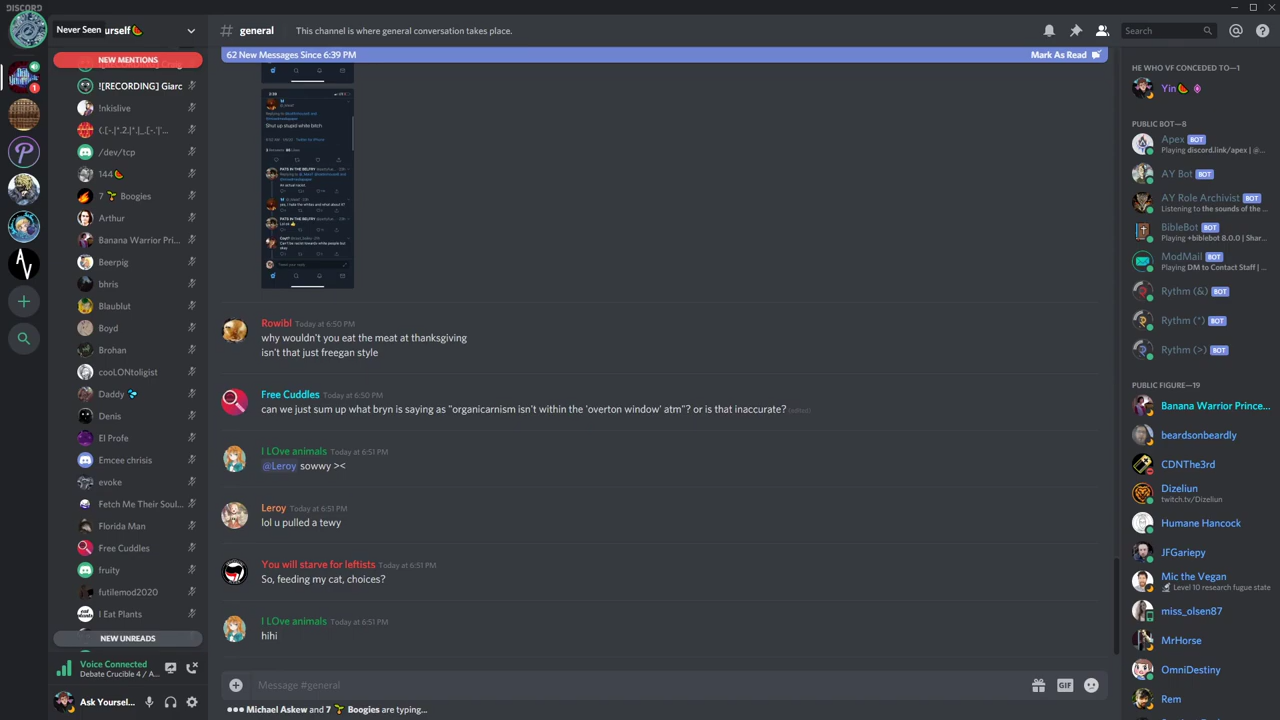 DISCORD
Never Seen
urself🍉
NEW MENTIONS
![RECORDING] Giarc
!nkislive
/dev/tcp
144🍉
7 🌱 Boogies
Arthur
Banana Warrior Pri...
Beerpig
bhris
Blaublut
Boyd
Brohan
cooLONtoligist
Daddy
Denis
El Profe
Emcee chrisis
evoke
Fetch Me Their Soul...
Florida Man
Free Cuddles
fruity
futilemod2020
I Eat Plants
NEW UNREADS
Voice Connected
Debate Crucible 4 / A...
Ask Yoursel...
# general
This channel is where general conversation takes place.
Search
62 New Messages Since 6:39 PM
Mark As Read
Shut up stupid white bitch
Rowibl Today at 6:50 PM
why wouldn't you eat the meat at thanksgiving
isn't that just freegan style
Free Cuddles Today at 6:50 PM
can we just sum up what bryn is saying as "organicarnism isn't within the 'overton window' atm"? or is that inaccurate? (edited)
I LOve animals Today at 6:51 PM
@Leroy sowwy ><
Leroy Today at 6:51 PM
lol u pulled a tewy
You will starve for leftists Today at 6:51 PM
So, feeding my cat, choices?
I LOve animals Today at 6:51 PM
hihi
Message #general
GIF
Michael Askew and 7 🌱 Boogies are typing...
HE WHO VF CONCEDED TO—1
Yin🍉
PUBLIC BOT—8
Apex BOT
Playing discord.link/apex | @...
AY Bot BOT
AY Role Archivist BOT
Listening to the sounds of the ...
BibleBot BOT
Playing +biblebot 8.0.0 | Shar...
ModMail BOT
Playing DM to Contact Staff | ...
Rythm (&) BOT
Rythm (*) BOT
Rythm (>) BOT
PUBLIC FIGURE—19
Banana Warrior Prince...
beardsonbeardly
CDNThe3rd
Dizeliun
twitch.tv/Dizeliun
Humane Hancock
JFGariepy
Mic the Vegan
Level 10 research fugue state
miss_olsen87
MrHorse
OmniDestiny
Rem